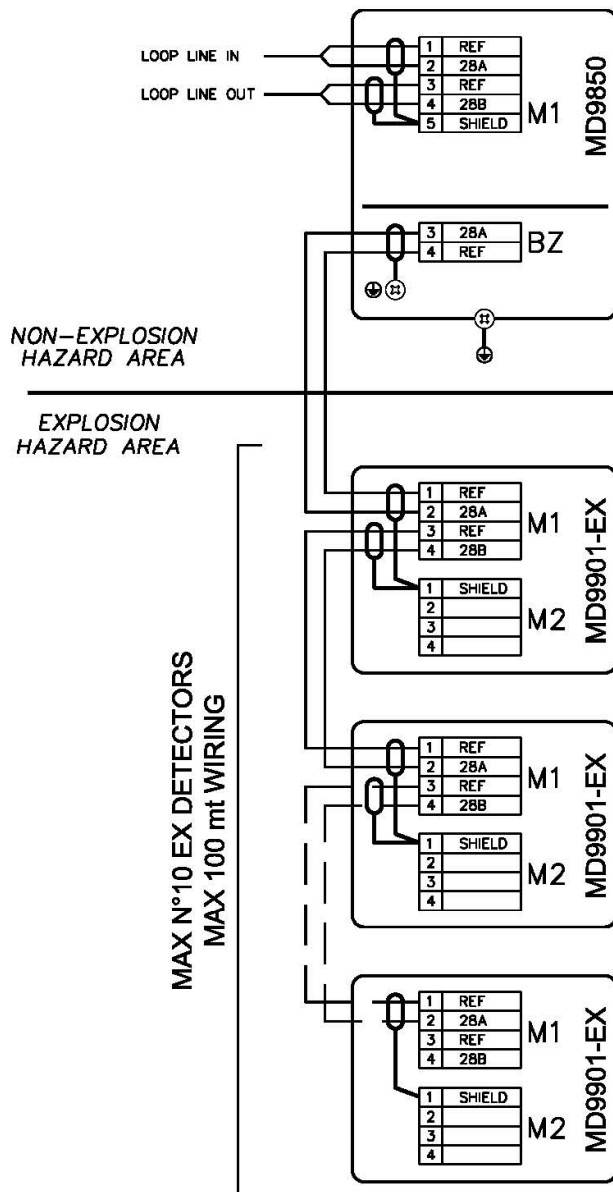 LOOP LINE IN
LOOP LINE OUT
1 REF
2 28A
3 REF
4 28B
5 SHIELD
M1
MD9850
3 28A
4 REF
BZ
NON-EXPLOSION
HAZARD AREA
EXPLOSION
HAZARD AREA
MAX N°10 EX DETECTORS
MAX 100 mt WIRING
1 REF
2 28A
3 REF
4 28B
M1
MD9901-EX
1 SHIELD
2
3
4
M2
1 REF
2 28A
3 REF
4 28B
M1
MD9901-EX
1 SHIELD
2
3
4
M2
1 REF
2 28A
3 REF
4 28B
M1
MD9901-EX
1 SHIELD
2
3
4
M2